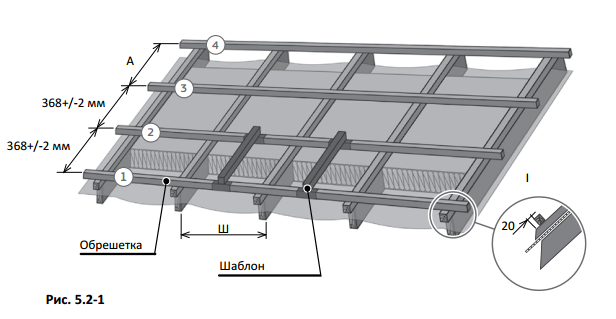 4
А
3
368+/-2 мм
2
368+/-2 мм
1
I
20
Ш
Обрешетка
Шаблон
Рис. 5.2-1